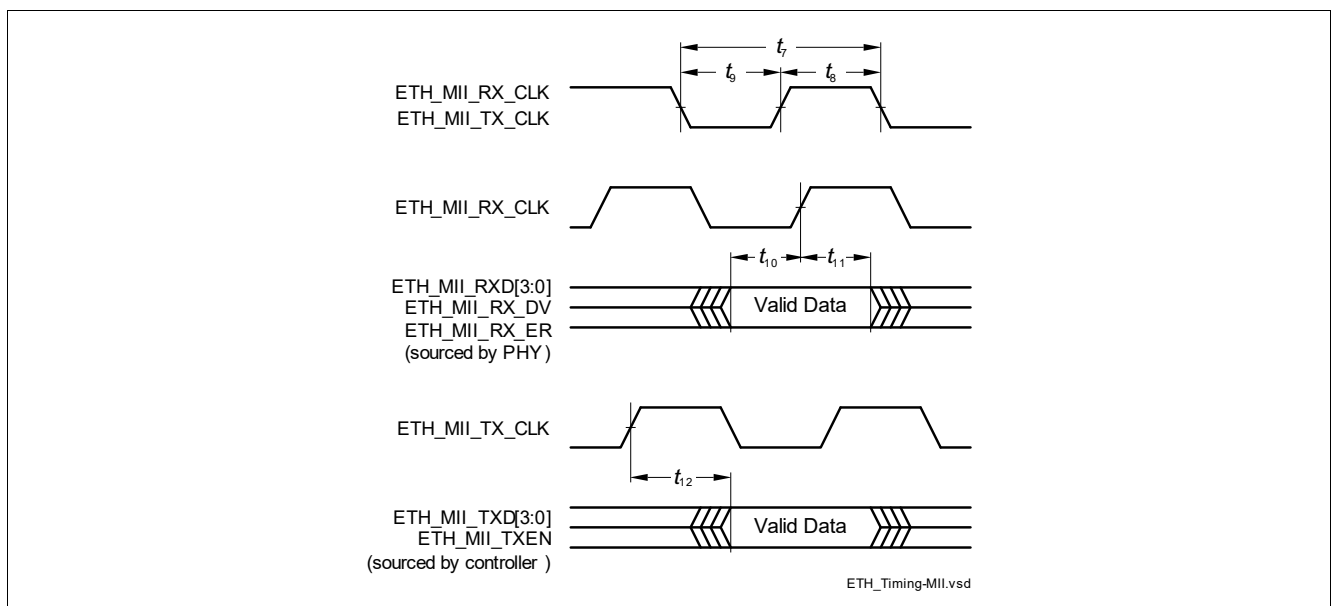 t7
t9
t8
ETH_MII_RX_CLK
ETH_MII_TX_CLK
ETH_MII_RX_CLK
t10
t11
ETH_MII_RXD[3:0]
ETH_MII_RX_DV
Valid Data
ETH_MII_RX_ER
(sourced by PHY )
ETH_MII_TX_CLK
t12
ETH_MII_TXD[3:0]
Valid Data
ETH_MII_TXEN
(sourced by controller )
ETH_Timing-MII.vsd